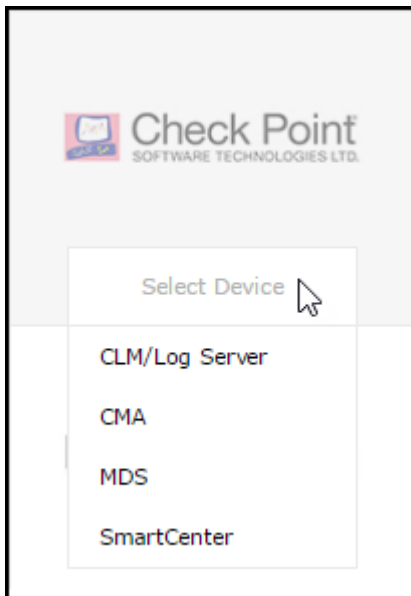 Check Point
SOFTWARE TECHNOLOGIES LTD.
Select Device
CLM/Log Server
CMA
MDS
SmartCenter